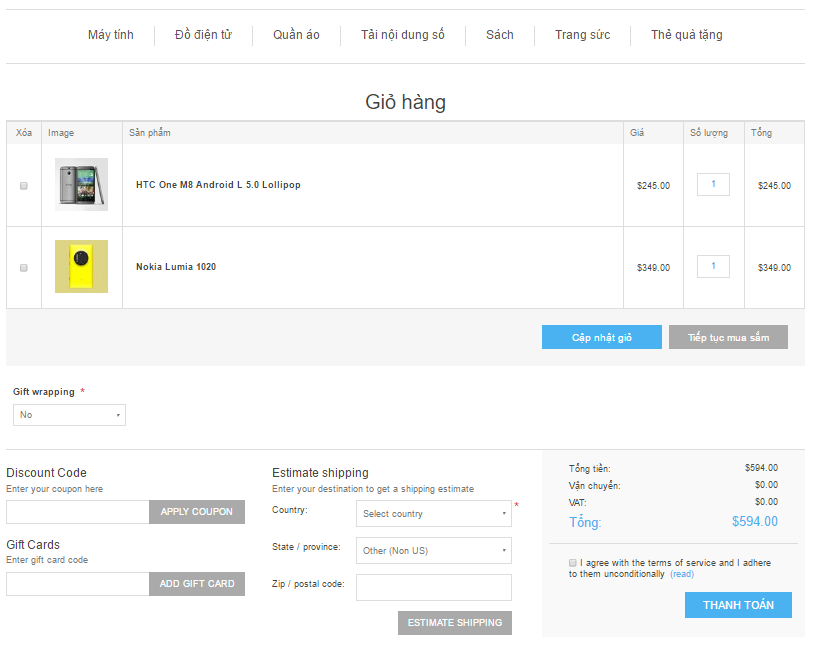 Máy tính Đồ điện tử Quần áo Tải nội dung số Sách Trang sức Thẻ quà tặng
Giỏ hàng
Xóa Image Sản phẩm Giá Số lượng Tổng
HTC One M8 Android L 5.0 Lollipop $245.00 1 $245.00
Nokia Lumia 1020 $349.00 1 $349.00
Cập nhật giỏ Tiếp tục mua sắm
Gift wrapping *
No
Discount Code
Enter your coupon here
APPLY COUPON
Gift Cards
Enter gift card code
ADD GIFT CARD
Estimate shipping
Enter your destination to get a shipping estimate
Country: Select country *
State / province: Other (Non US)
Zip / postal code:
ESTIMATE SHIPPING
Tổng tiền: $594.00
Vận chuyển: $0.00
VAT: $0.00
Tổng: $594.00
I agree with the terms of service and I adhere
to them unconditionally (read)
THANH TOÁN